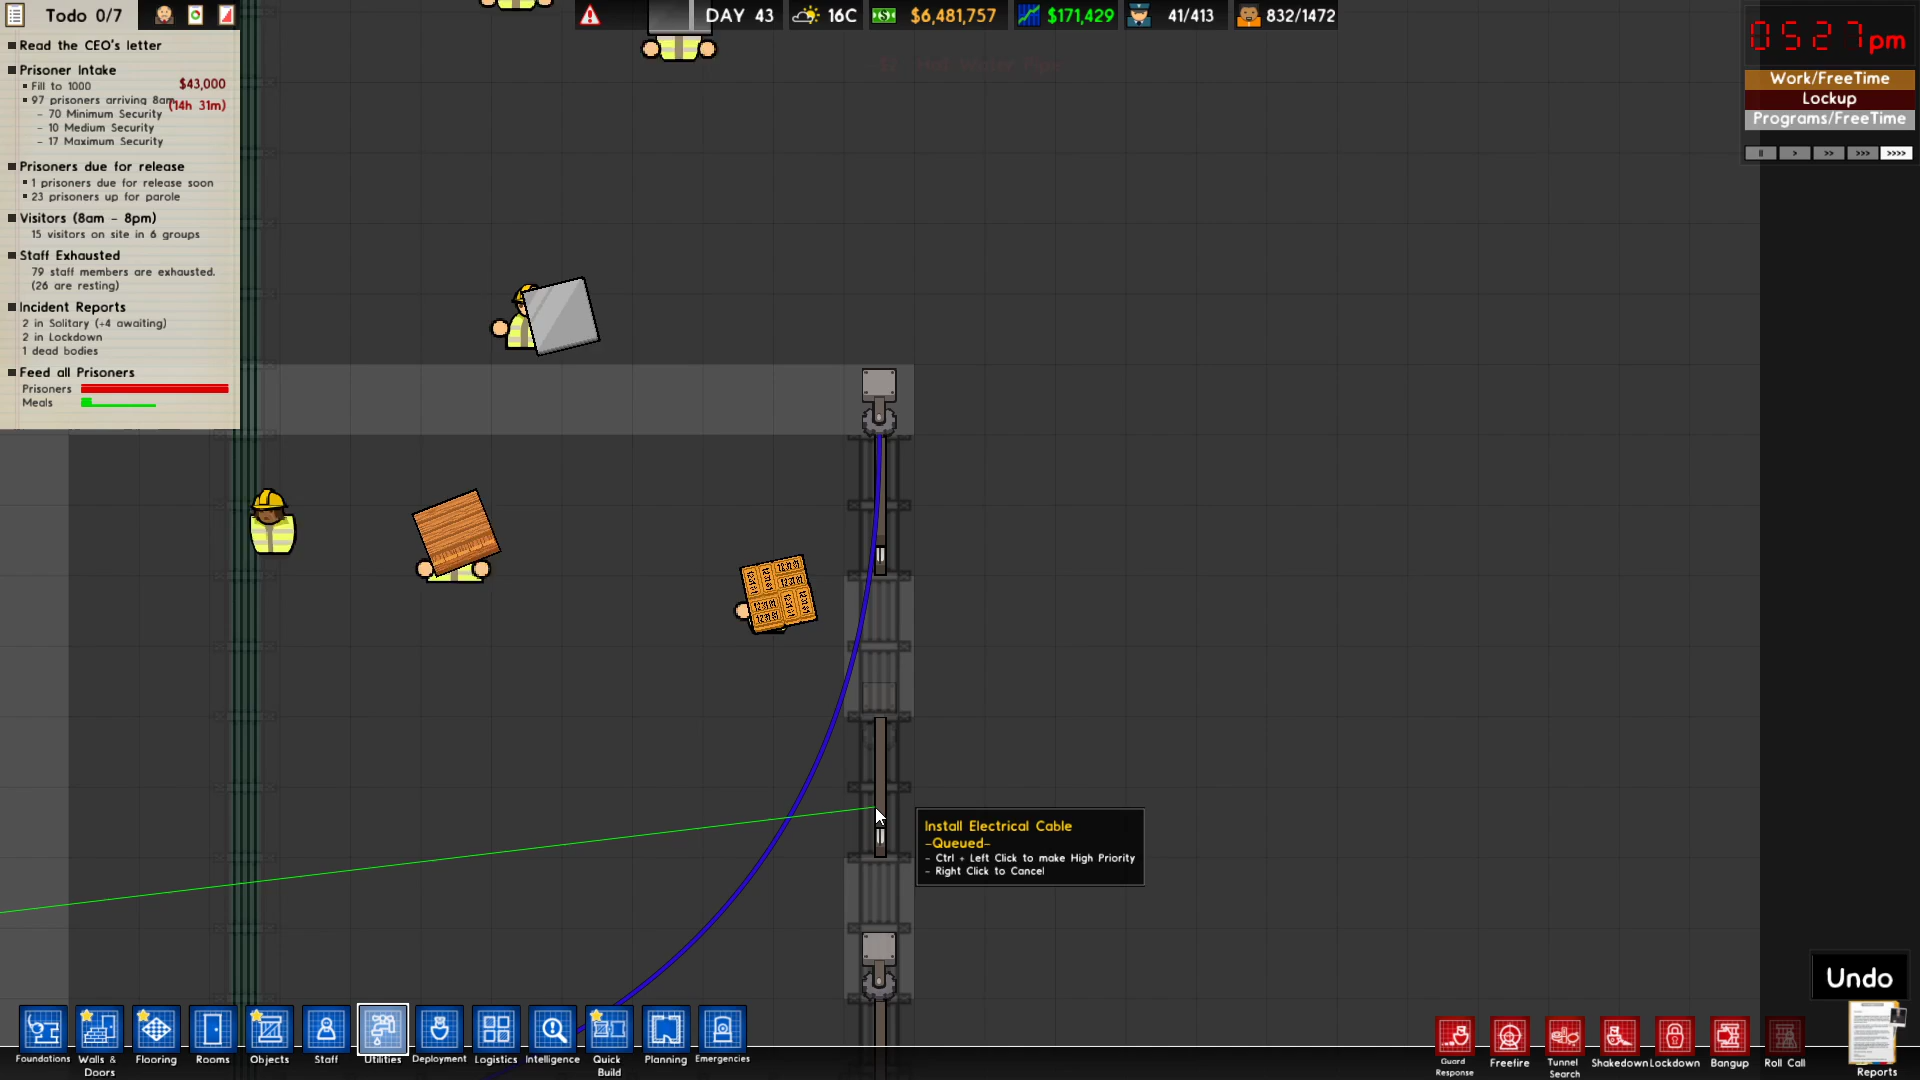 Todo 0/7
DAY 43
16C
$6,481,757
$171,429
41/413
832/1472
05:27pm
Read the CEO's letter
Prisoner Intake
$43,000
Fill to 1000
97 prisoners arriving 8am
(14h 31m)
- 70 Minimum Security
- 10 Medium Security
- 17 Maximum Security
Prisoners due for release
1 prisoners due for release soon
23 prisoners up for parole
Visitors (8am - 8pm)
15 visitors on site in 6 groups
Staff Exhausted
79 staff members are exhausted.
(26 are resting)
Incident Reports
2 in Solitary (+4 awaiting)
2 in Lockdown
1 dead bodies
Feed all Prisoners
Prisoners
Meals
Work/FreeTime
Lockup
Programs/FreeTime
II > >> >>> >>>>
Install Electrical Cable
-Queued-
- Ctrl + Left Click to make High Priority
- Right Click to Cancel
Undo
Foundations
Walls & Doors
Flooring
Rooms
Objects
Staff
Utilities
Deployment
Logistics
Intelligence
Quick Build
Planning
Emergencies
Guard Response
Freefire
Tunnel Search
Shakedown
Lockdown
Bangup
Roll Call
Reports